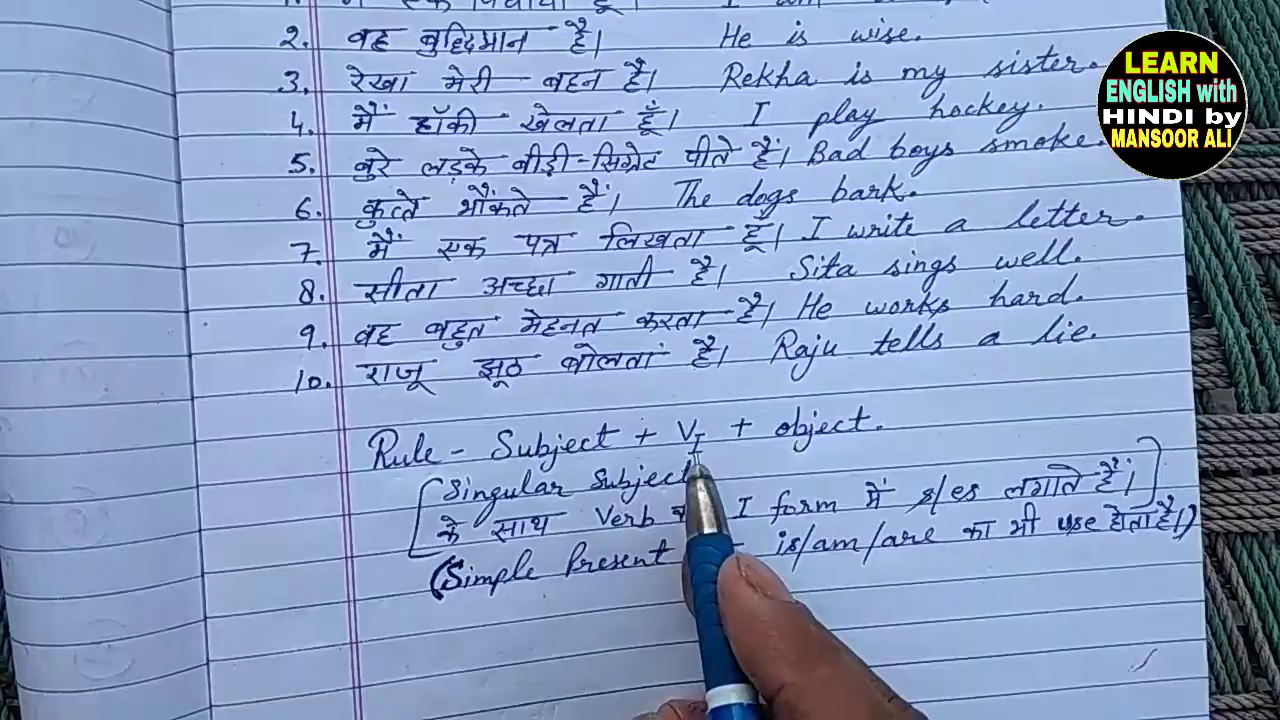 2. वह बुद्धिमान है। He is wise.
3. रेखा मेरी बहन है। Rekha is my sister.
4. मैं हॉकी खेलता हूँ। I play hockey.
5. बुरे लड़के बीड़ी-सिग्रेट पीते हैं। Bad boys smoke.
6. कुत्ते भौंकते हैं। The dogs bark.
7. मैं एक पत्र लिखता हूँ। I write a letter.
8. सीता अच्छा गाती है। Sita sings well.
9. वह बहुत मेहनत करता है। He works hard.
10. राजू झूठ बोलता है। Raju tells a lie.
Rule - Subject + VI + object.
[Singular Subject
के साथ Verb I form में s/es लगाते हैं।]
(Simple Present is/am/are का भी use होता है।)
LEARN
ENGLISH with
HINDI by
MANSOOR ALI